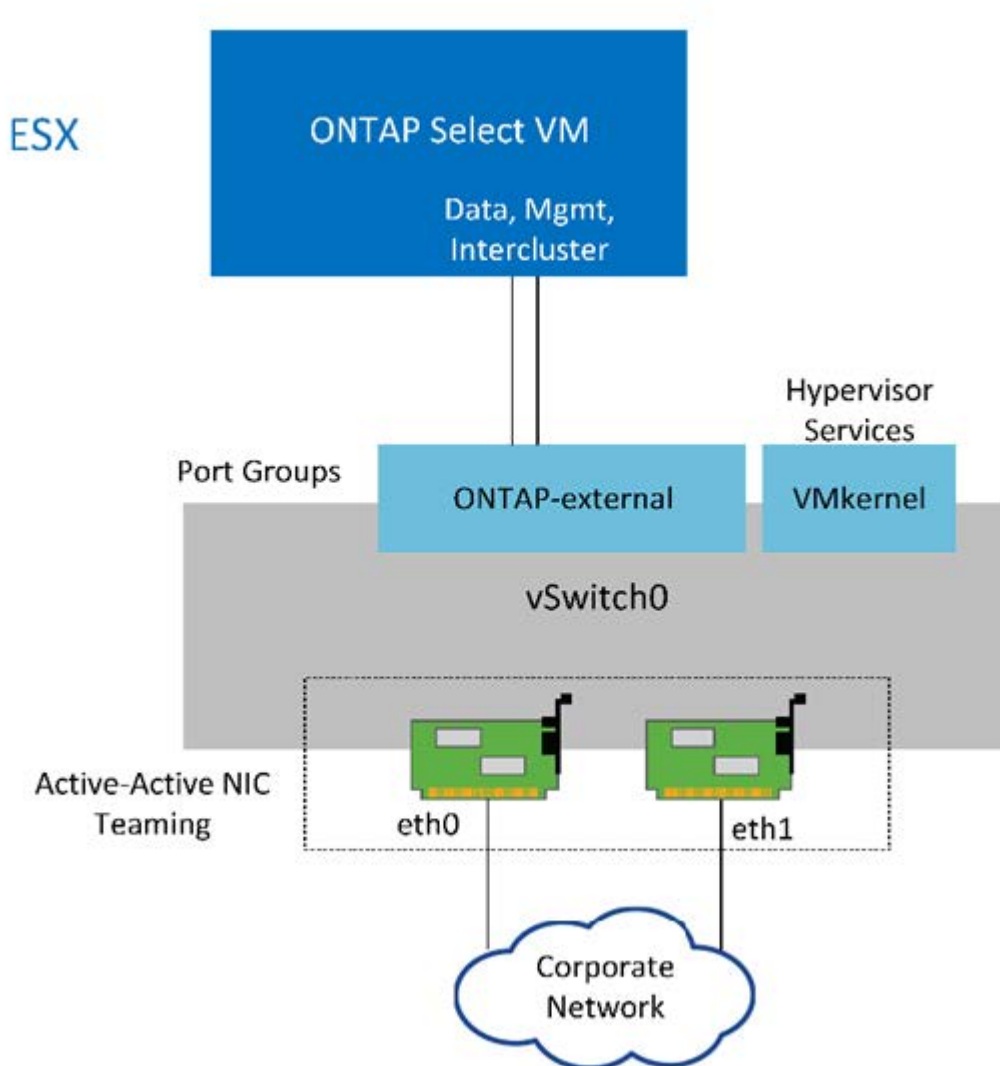 ESX
ONTAP Select VM
Data, Mgmt,
Intercluster
Hypervisor
Services
Port Groups
ONTAP-external
VMkernel
vSwitch0
Active-Active NIC
Teaming
eth0
eth1
Corporate
Network